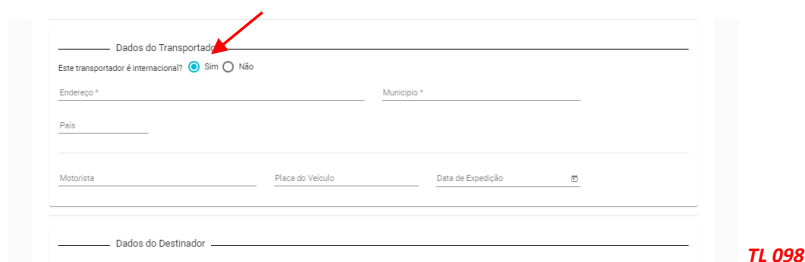 Dados do Transportador
Este transportador é internacional? Sim Não
Endereço * Município *
País
Motorista Placa do Veículo Data de Expedição
Dados do Destinador
TL 098